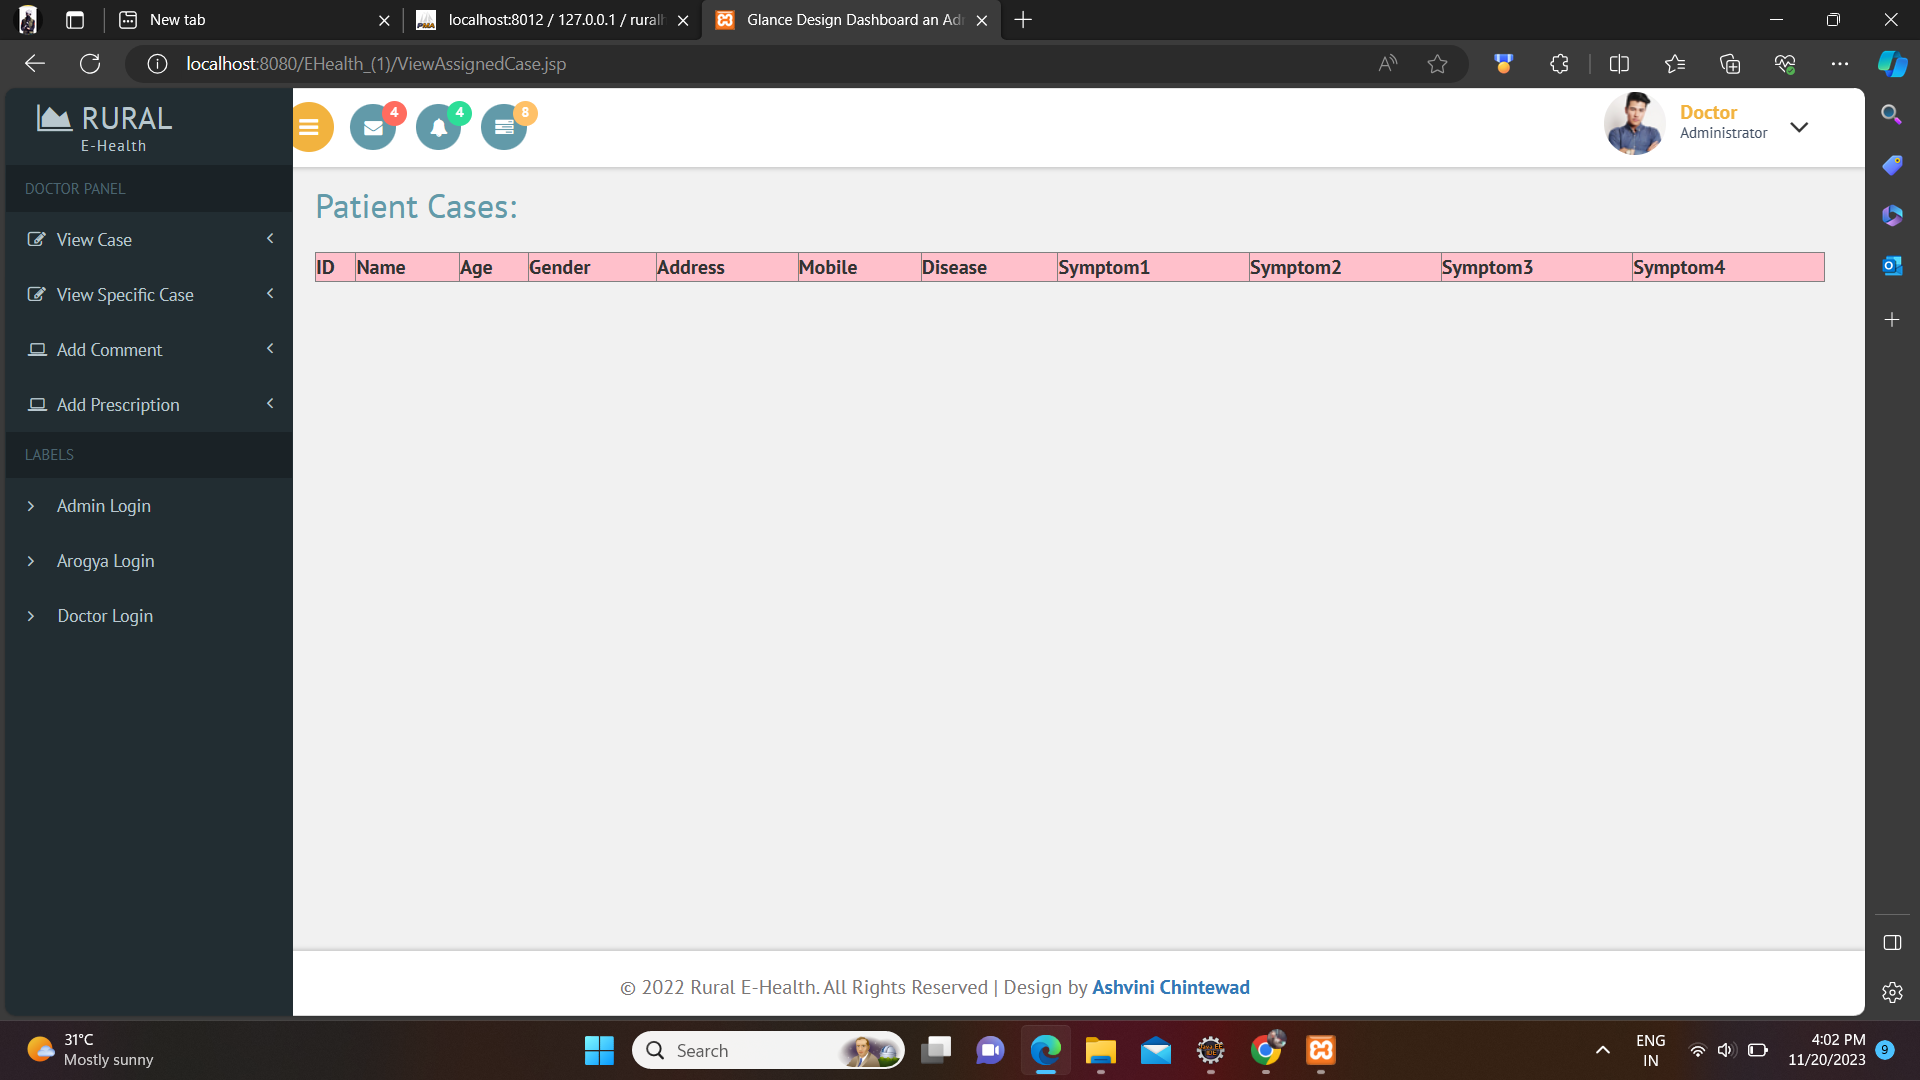 New tab
localhost:8012 / 127.0.0.1 / rural
Glance Design Dashboard an Ad
localhost:8080/EHealth_(1)/ViewAssignedCase.jsp
RURAL
E-Health
4
4
8
Doctor
Administrator
DOCTOR PANEL
View Case
View Specific Case
Add Comment
Add Prescription
LABELS
Admin Login
Arogya Login
Doctor Login
Patient Cases:
ID Name Age Gender Address Mobile Disease Symptom1 Symptom2 Symptom3 Symptom4
© 2022 Rural E-Health. All Rights Reserved | Design by Ashvini Chintewad
31°C
Mostly sunny
Search
ENG
IN
4:02 PM
11/20/2023
9